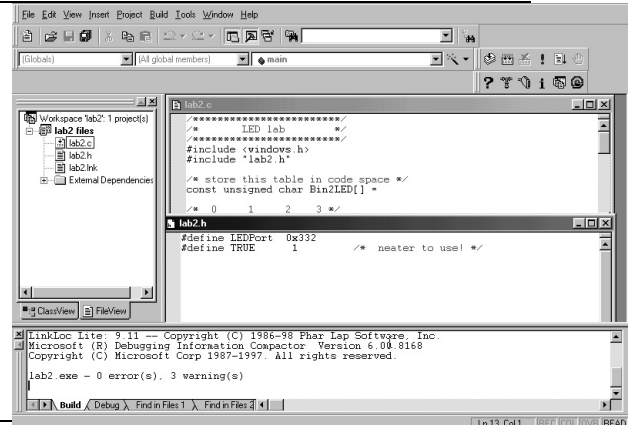 File Edit View Insert Project Build Tools Window Help
(Globals) (All global members) main
Workspace 'lab2': 1 project(s)
lab2 files
lab2.c
lab2.h
lab2.lnk
External Dependencies
ClassView FileView
lab2.c
/*************************/
/* LED lab */
/*************************/
#include <windows.h>
#include "lab2.h"
/* store this table in code space */
const unsigned char Bin2LED[] =
/* 0 1 2 3 */
lab2.h
#define LEDPort 0x332
#define TRUE 1 /* neater to use! */
LinkLoc Lite: 9.11 -- Copyright (C) 1986-98 Phar Lap Software, Inc.
Microsoft (R) Debugging Information Compactor Version 6.00.8168
Copyright (C) Microsoft Corp 1987-1997. All rights reserved.
lab2.exe - 0 error(s), 3 warning(s)
Build Debug Find in Files 1 Find in Files 2
Ln 13, Col 1 REC COL OVR READ